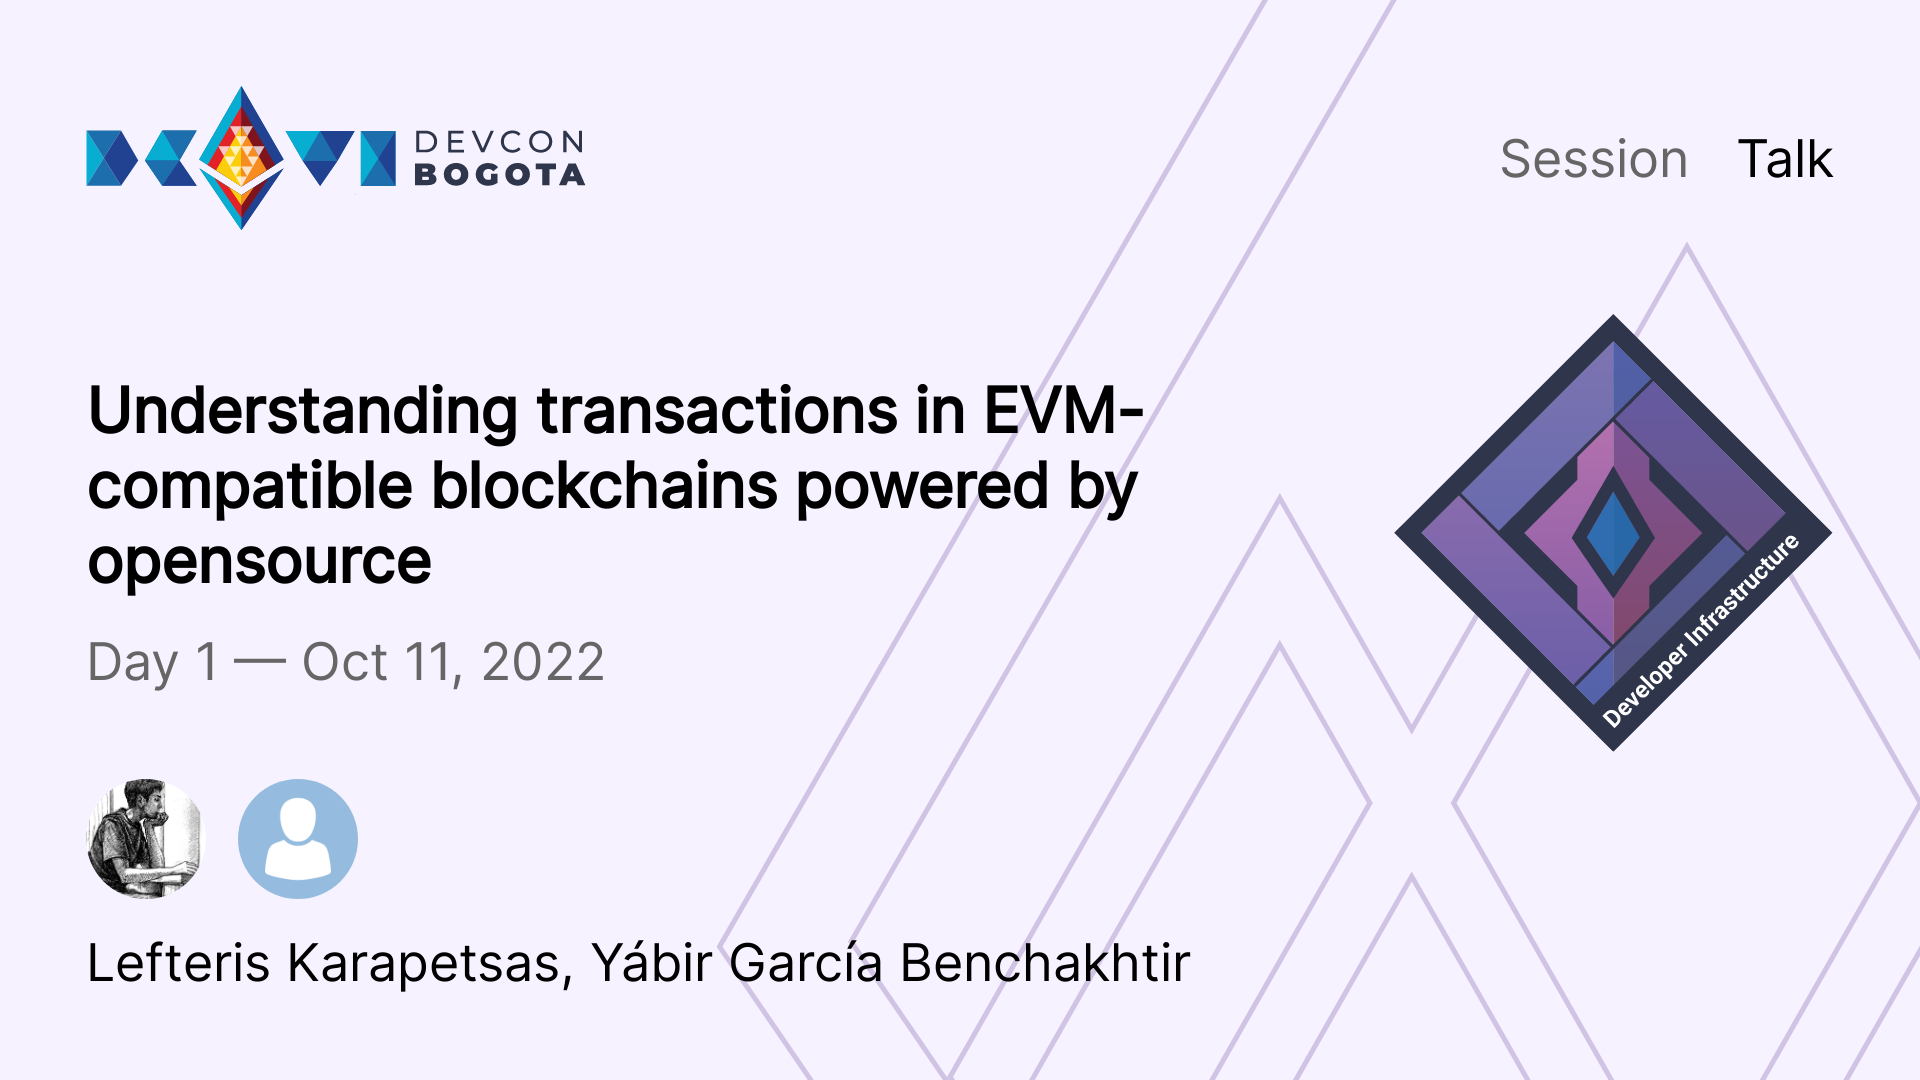 DEVCON
BOGOTA
Session Talk
Understanding transactions in EVM-
compatible blockchains powered by
opensource
Day 1 — Oct 11, 2022
Developer Infrastructure
Lefteris Karapetsas, Yábir García Benchakhtir